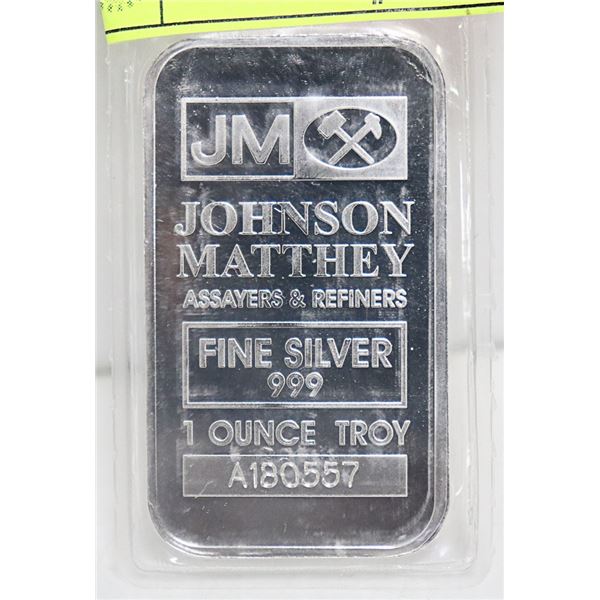 JM
JOHNSON
MATTHEY
ASSAYERS & REFINERS
FINE SILVER
999
1 OUNCE TROY
A180557